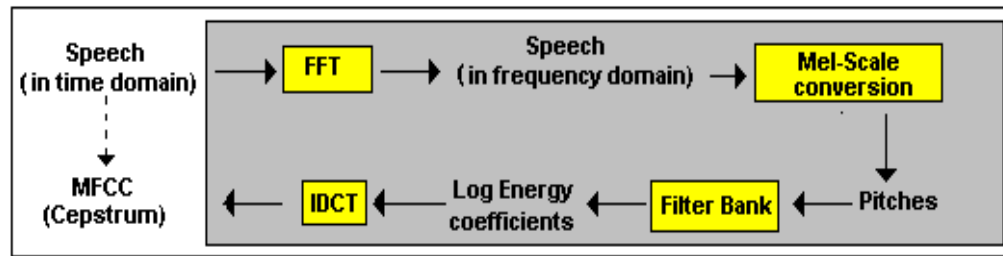 Speech
(in time domain)
FFT
Speech
(in frequency domain)
Mel-Scale
conversion
MFCC
(Cepstrum)
IDCT
Log Energy
coefficients
Filter Bank
Pitches